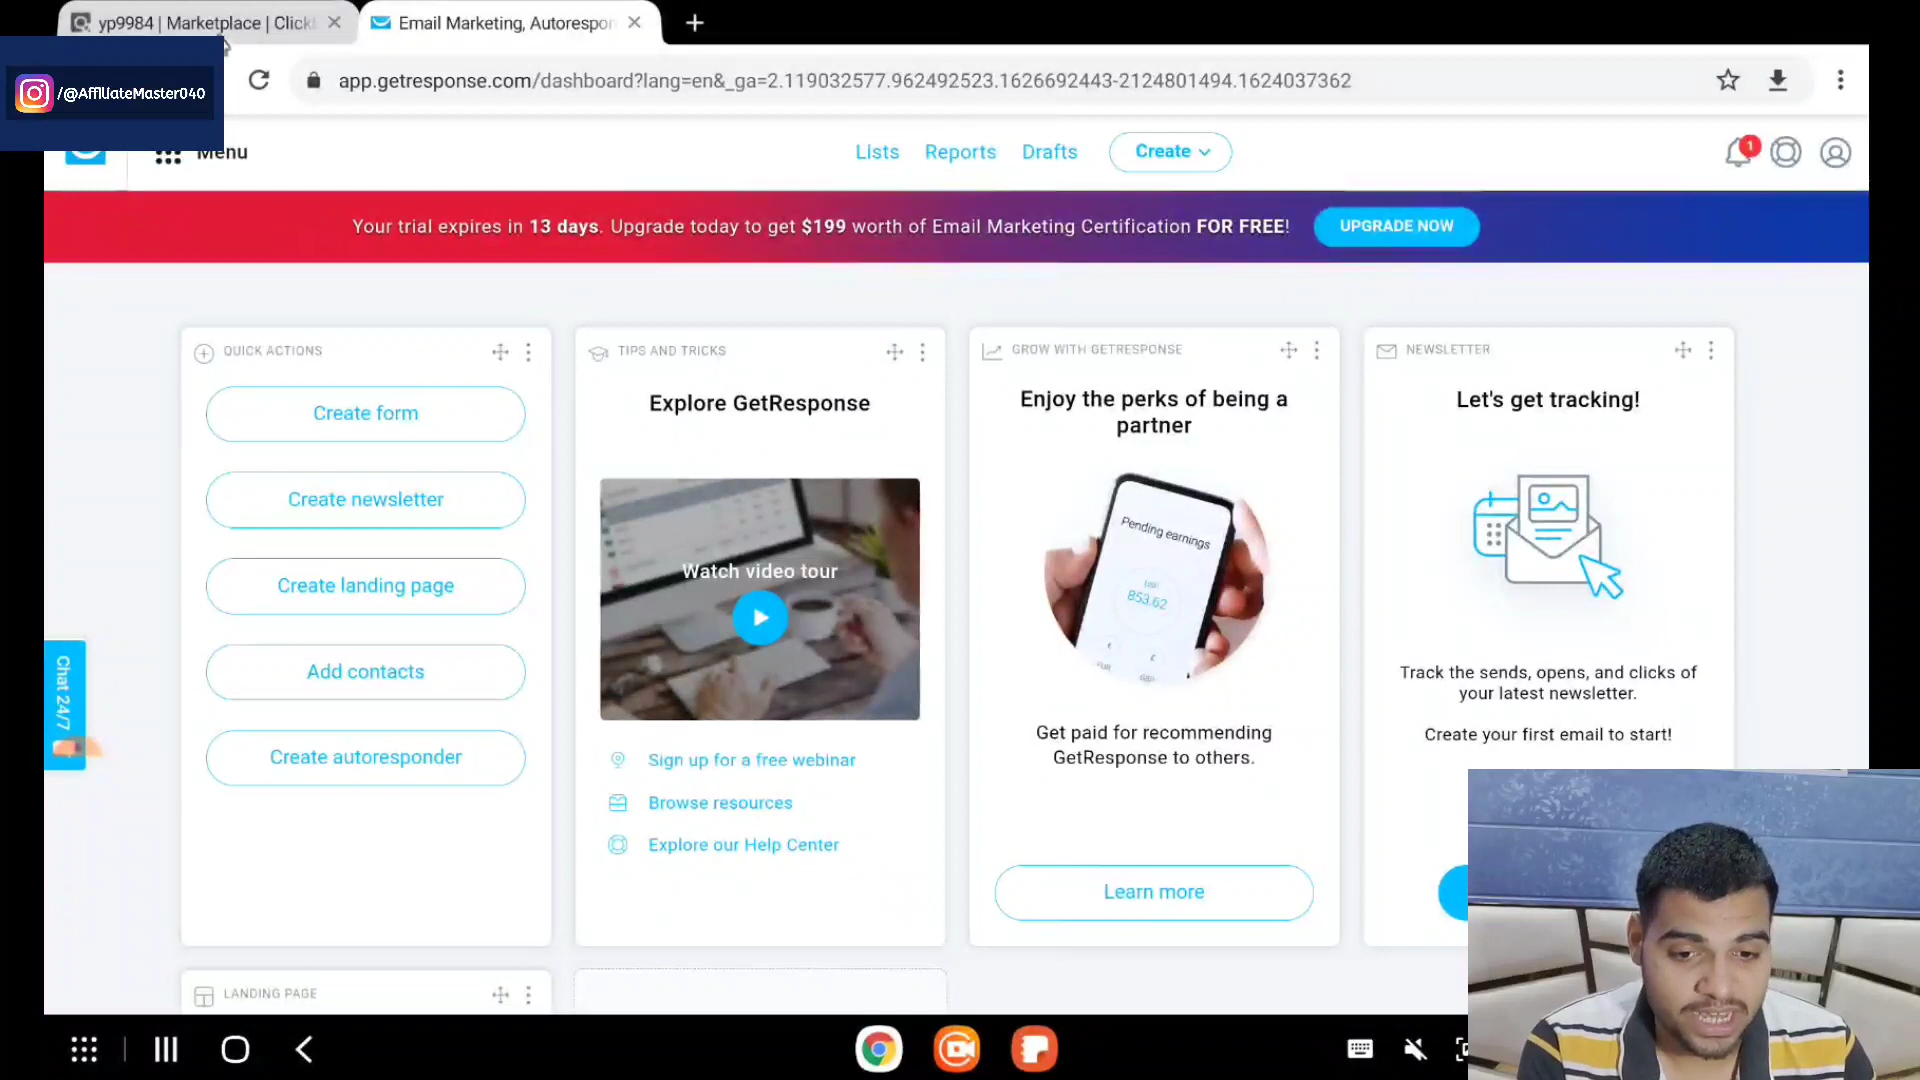 yp9984 | Marketplace | Click
Email Marketing, Autorespon
/@AffiliateMaster040
app.getresponse.com/dashboard?lang=en&_ga=2.119032577.962492523.1626692443-2124801494.1624037362
Menu
Lists
Reports
Drafts
Create
1
Your trial expires in 13 days. Upgrade today to get $199 worth of Email Marketing Certification FOR FREE!
UPGRADE NOW
QUICK ACTIONS
Create form
Create newsletter
Create landing page
Add contacts
Create autoresponder
TIPS AND TRICKS
Explore GetResponse
Watch video tour
Sign up for a free webinar
Browse resources
Explore our Help Center
GROW WITH GETRESPONSE
Enjoy the perks of being a
partner
Pending earnings
853.62
Get paid for recommending
GetResponse to others.
Learn more
NEWSLETTER
Let's get tracking!
Track the sends, opens, and clicks of
your latest newsletter.
Create your first email to start!
Chat 24/7
LANDING PAGE